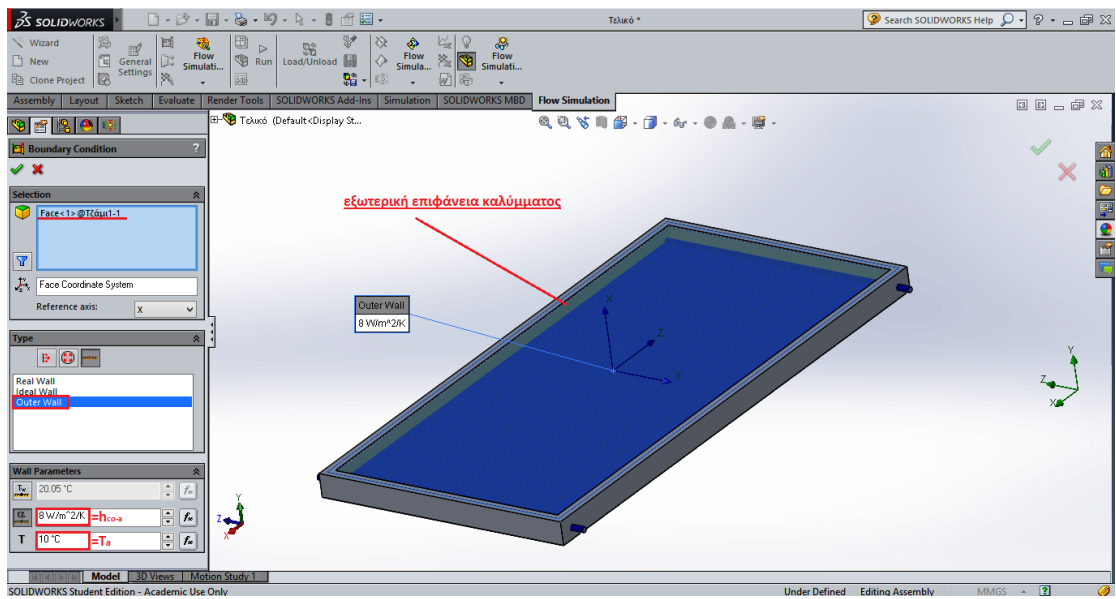 SOLIDWORKS
Τελικό *
Search SOLIDWORKS Help
Wizard
New
Clone Project
General Settings
Flow Simulati...
Run
Load/Unload
Flow Simula...
Flow Simulati...
Assembly Layout Sketch Evaluate Render Tools SOLIDWORKS Add-Ins Simulation SOLIDWORKS MBD Flow Simulation
Τελικό (Default<Display St...
Boundary Condition ?
Selection
Face<1>@Τζάμι1-1
Face Coordinate System
Reference axis: X
εξωτερική επιφάνεια καλύμματος
Outer Wall
8 W/m^2/K
X
Z
Y
Type
Real Wall
Ideal Wall
Outer Wall
Wall Parameters
Tw 20.05 °C
8 W/m^2/K =hco-a
T 10 °C =Ta
Y
Z
X
Y
Z
X
Model 3D Views Motion Study 1
SOLIDWORKS Student Edition - Academic Use Only
Under Defined Editing Assembly MMGS